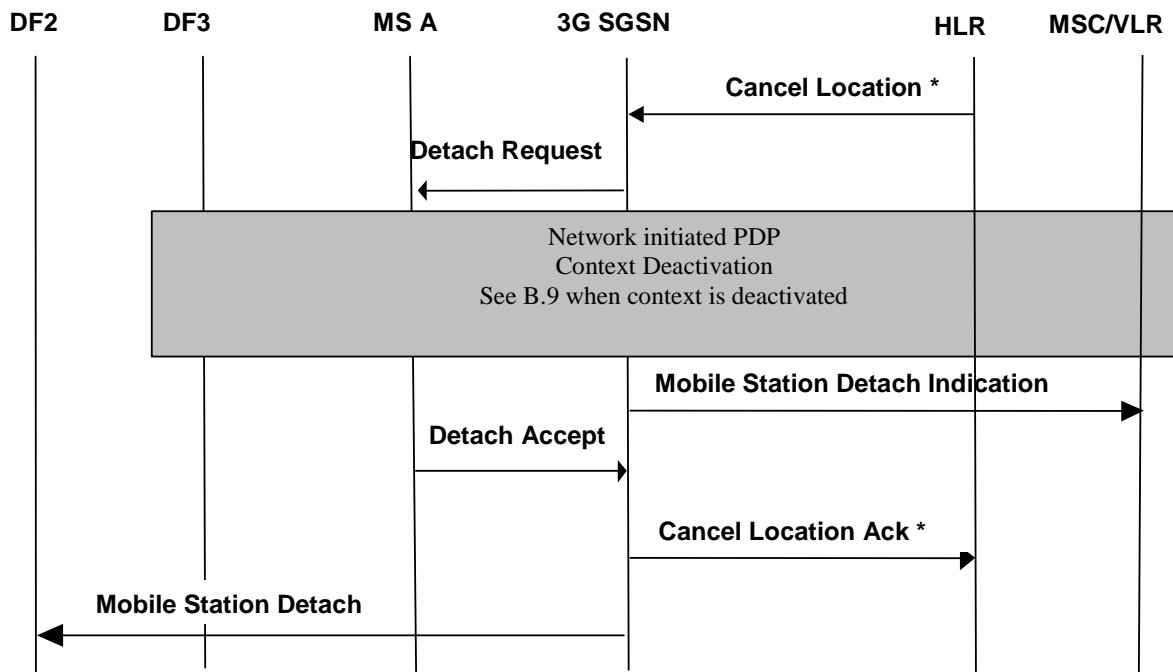 DF2 DF3 MS A 3G SGSN HLR MSC/VLR
Cancel Location *
Detach Request
Network initiated PDP
Context Deactivation
See B.9 when context is deactivated
Mobile Station Detach Indication
Detach Accept
Cancel Location Ack *
Mobile Station Detach